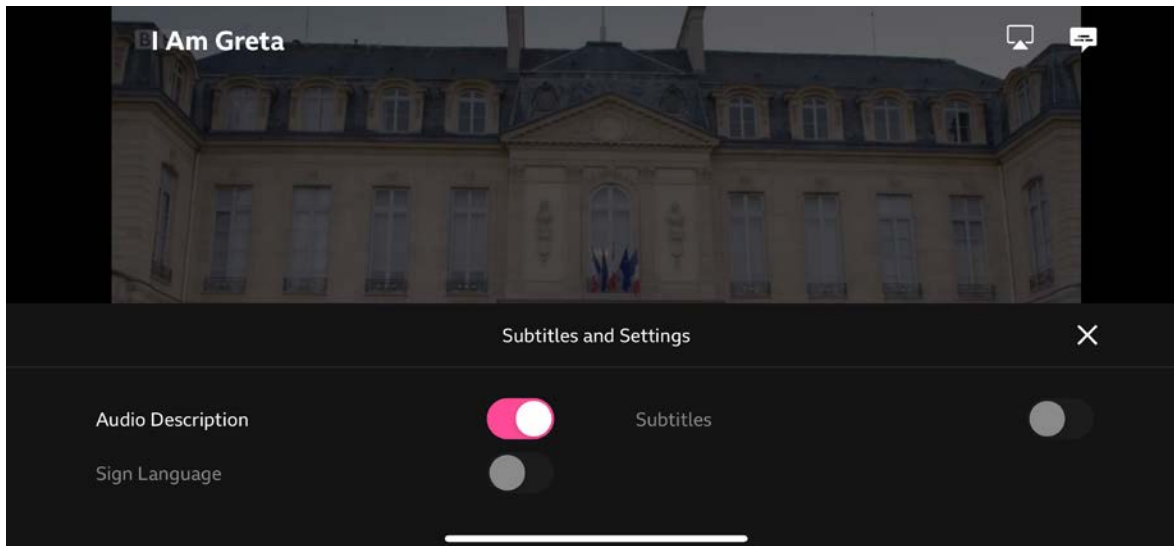 I Am Greta
Subtitles and Settings
Audio Description
Subtitles
Sign Language